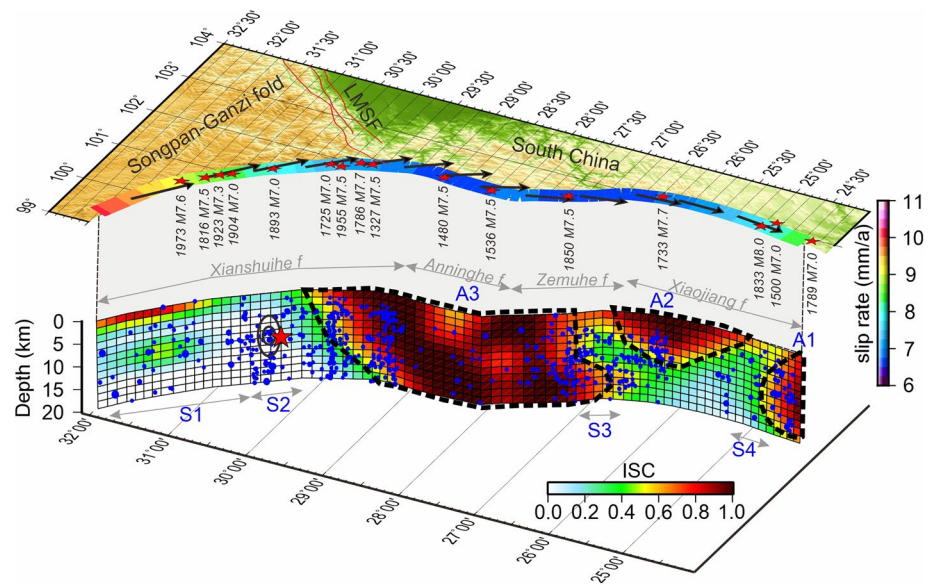 32°30'
32°00'
31°30'
31°00'
30°30'
30°00'
29°30'
29°00'
28°30'
28°00'
27°30'
27°00'
26°30'
26°00'
25°30'
25°00'
24°30'
104°
103°
102°
101°
100°
99°
Songpan-Ganzi fold
LMSF
South China
1973 M7.6
1816 M7.5
1923 M7.3
1904 M7.0
1893 M7.0
1725 M7.0
1955 M7.5
1786 M7.7
1327 M7.5
1480 M7.5
1536 M7.5
1850 M7.5
1733 M7.7
1833 M8.0
1500 M7.0
1789 M7.0
11
10
9
8
7
6
slip rate (mm/a)
Xianshuihe f
Anninghe f
Zemuhe f
Xiaojiang f
A3
A2
A1
Depth (km)
0
5
10
15
20
S1
S2
S3
S4
32°00'
31°00'
30°00'
29°00'
28°00'
27°00'
26°00'
25°00'
ISC
0.0 0.2 0.4 0.6 0.8 1.0